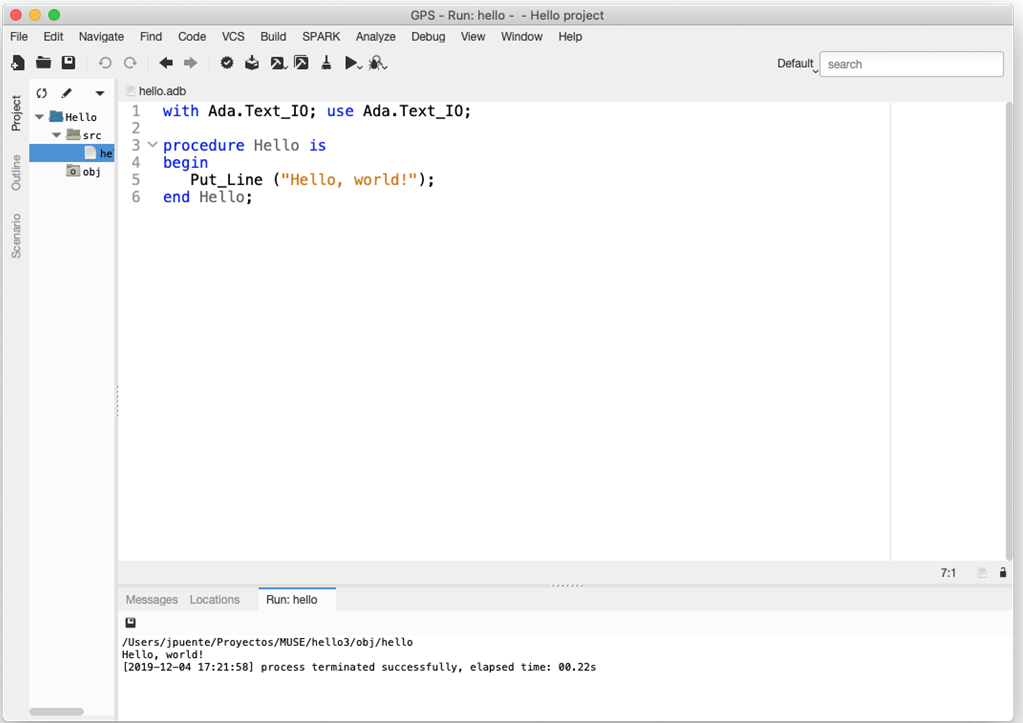 GPS - Run: hello -  - Hello project
File Edit Navigate Find Code VCS Build SPARK Analyze Debug View Window Help
Default search
Project
Outline
Scenario
Hello
src
he
obj
hello.adb
1 with Ada.Text_IO; use Ada.Text_IO;
2
3 procedure Hello is
4 begin
5 Put_Line ("Hello, world!");
6 end Hello;
7:1
Messages Locations Run: hello
/Users/jpuente/Proyectos/MUSE/hello3/obj/hello
Hello, world!
[2019-12-04 17:21:58] process terminated successfully, elapsed time: 00.22s